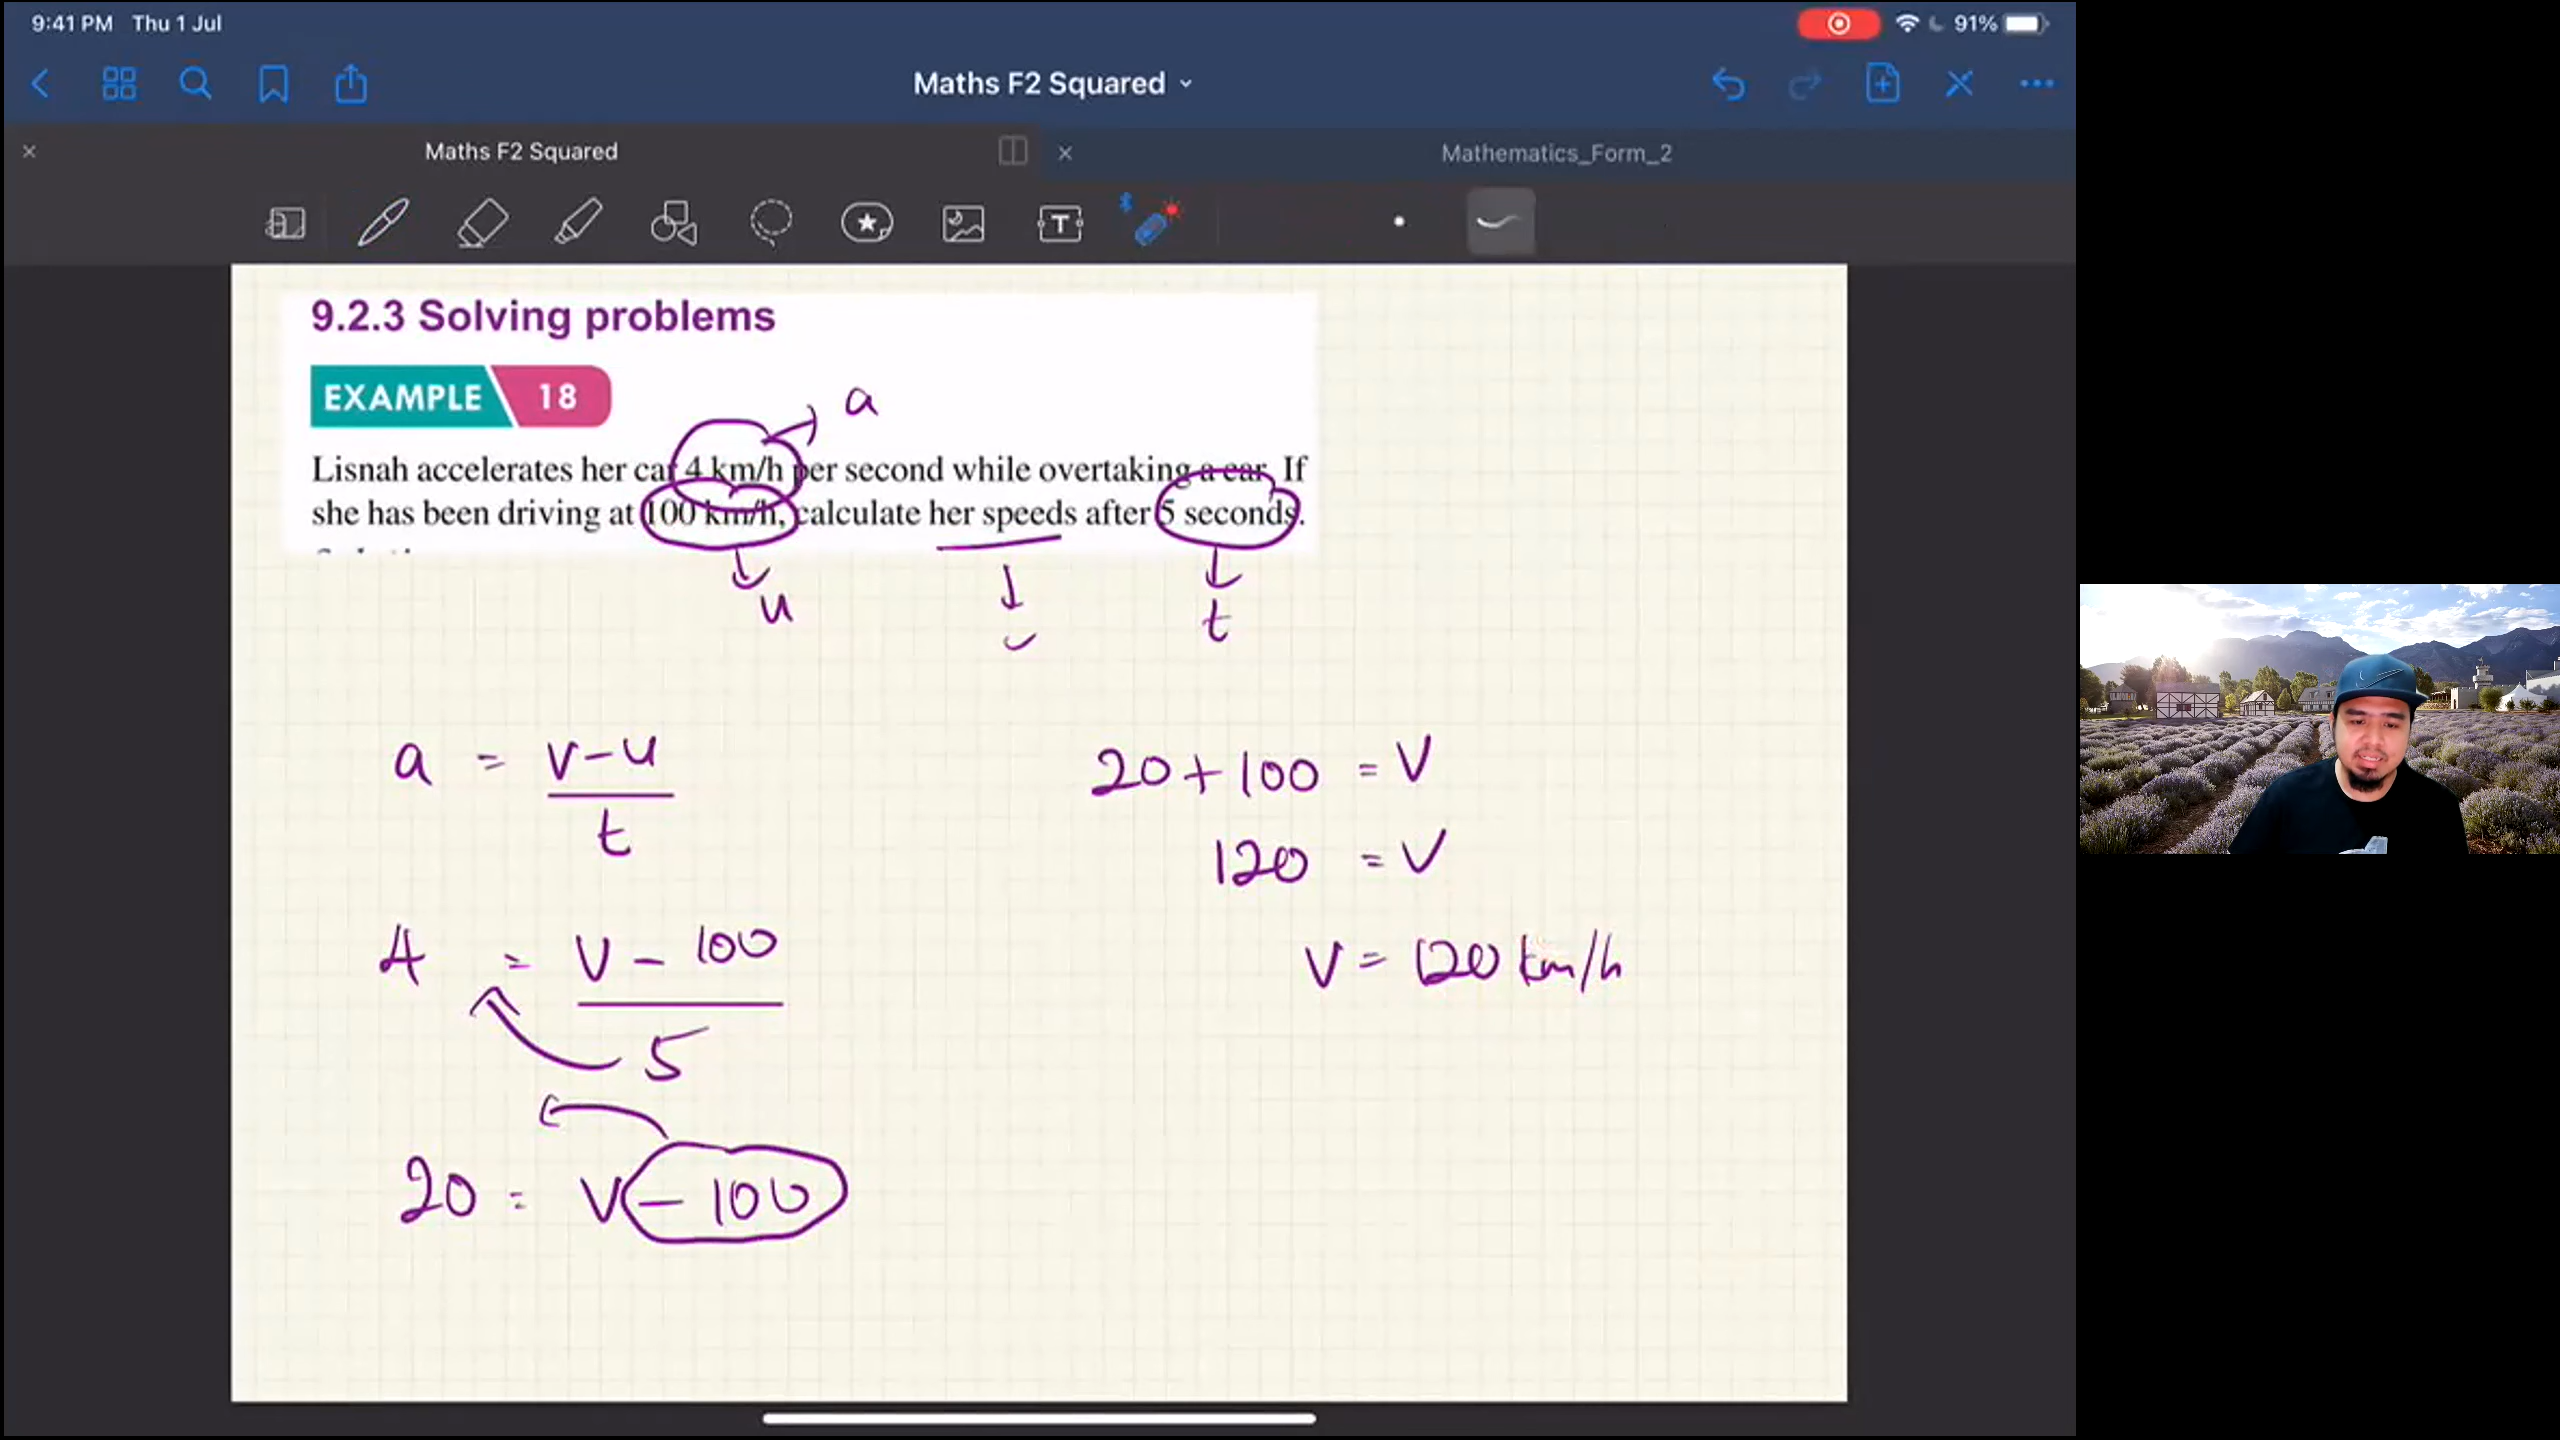 9:41 PM Thu 1 Jul
91%
Maths F2 Squared
Maths F2 Squared
Mathematics_Form_2
T
9.2.3 Solving problems
EXAMPLE 18
a
Lisnah accelerates her car 4 km/h per second while overtaking a car. If
she has been driving at 100 km/h, calculate her speeds after 5 seconds.
u
t
a = v-u
t
4 = v - 100
5
20 = v - 100
20+100 = v
120 = v
v = 120 km/h